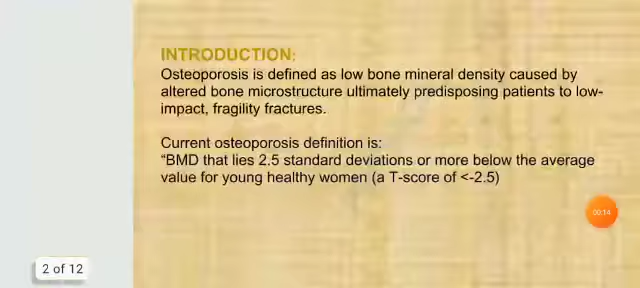 INTRODUCTION:
Osteoporosis is defined as low bone mineral density caused by
altered bone microstructure ultimately predisposing patients to low-
impact, fragility fractures.
Current osteoporosis definition is:
“BMD that lies 2.5 standard deviations or more below the average
value for young healthy women (a T-score of <-2.5)
00:14
2 of 12